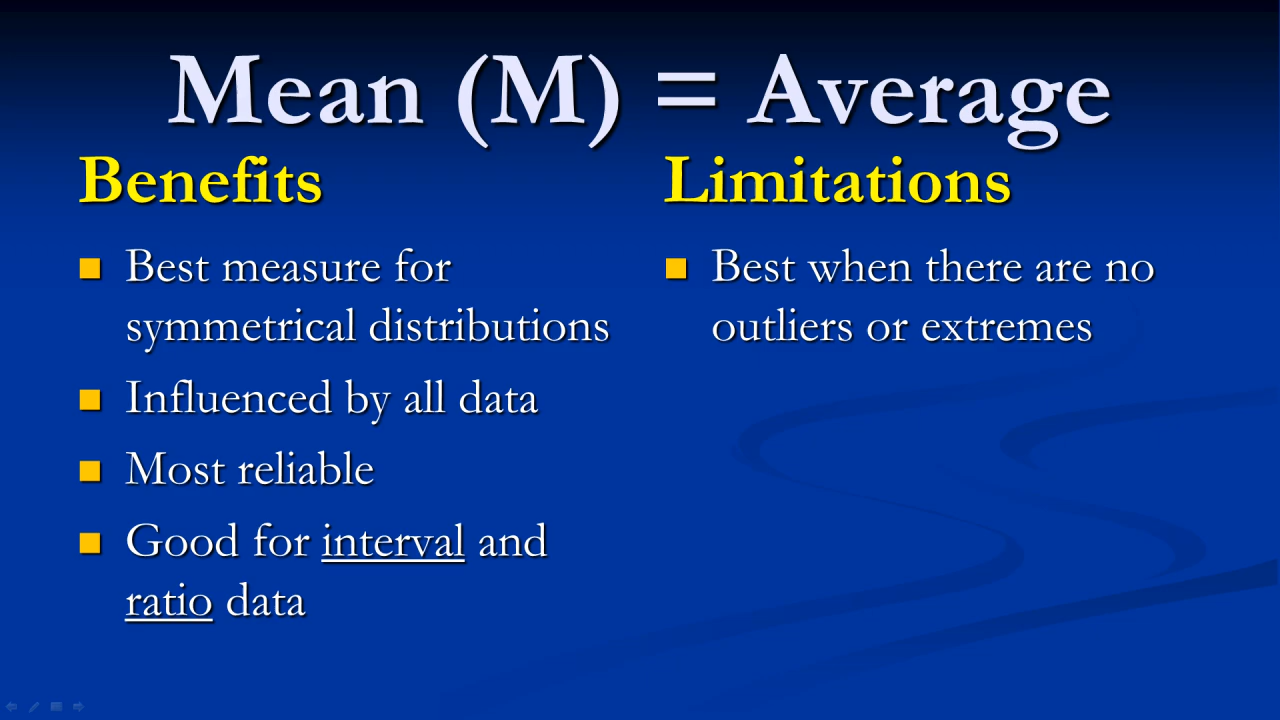 Mean (M) = Average
Benefits
Best measure for
symmetrical distributions
Influenced by all data
Most reliable
Good for interval and
ratio data
Limitations
Best when there are no
outliers or extremes